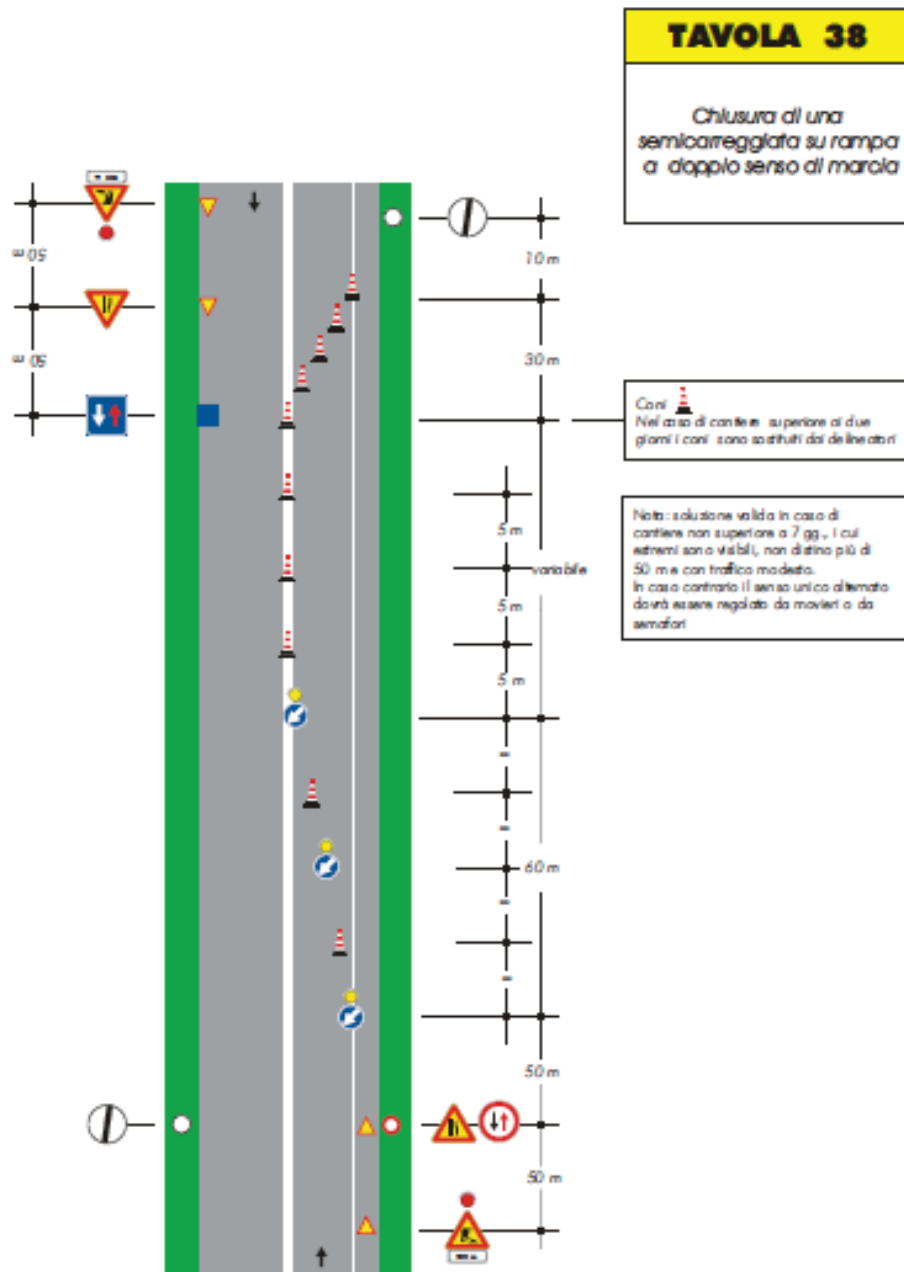 TAVOLA 38
Chiusura di una
semicarreggiata su rampa
a doppio senso di marcia
50 m
10 m
50 m
30 m
Coni
Nel caso di cantiere superiore ai due
giorni i coni sono sostituiti dai delineatori
Nota: soluzione valida in caso di
cantiere non superiore a 7 gg., i cui
estremi sono visibili, non distino più di
50 m e con traffico modesto.
In caso contrario il senso unico alternato
dovrà essere regolato da movieri o da
semafori
5 m
variabile
5 m
5 m
=
=
60 m
=
=
50 m
50 m